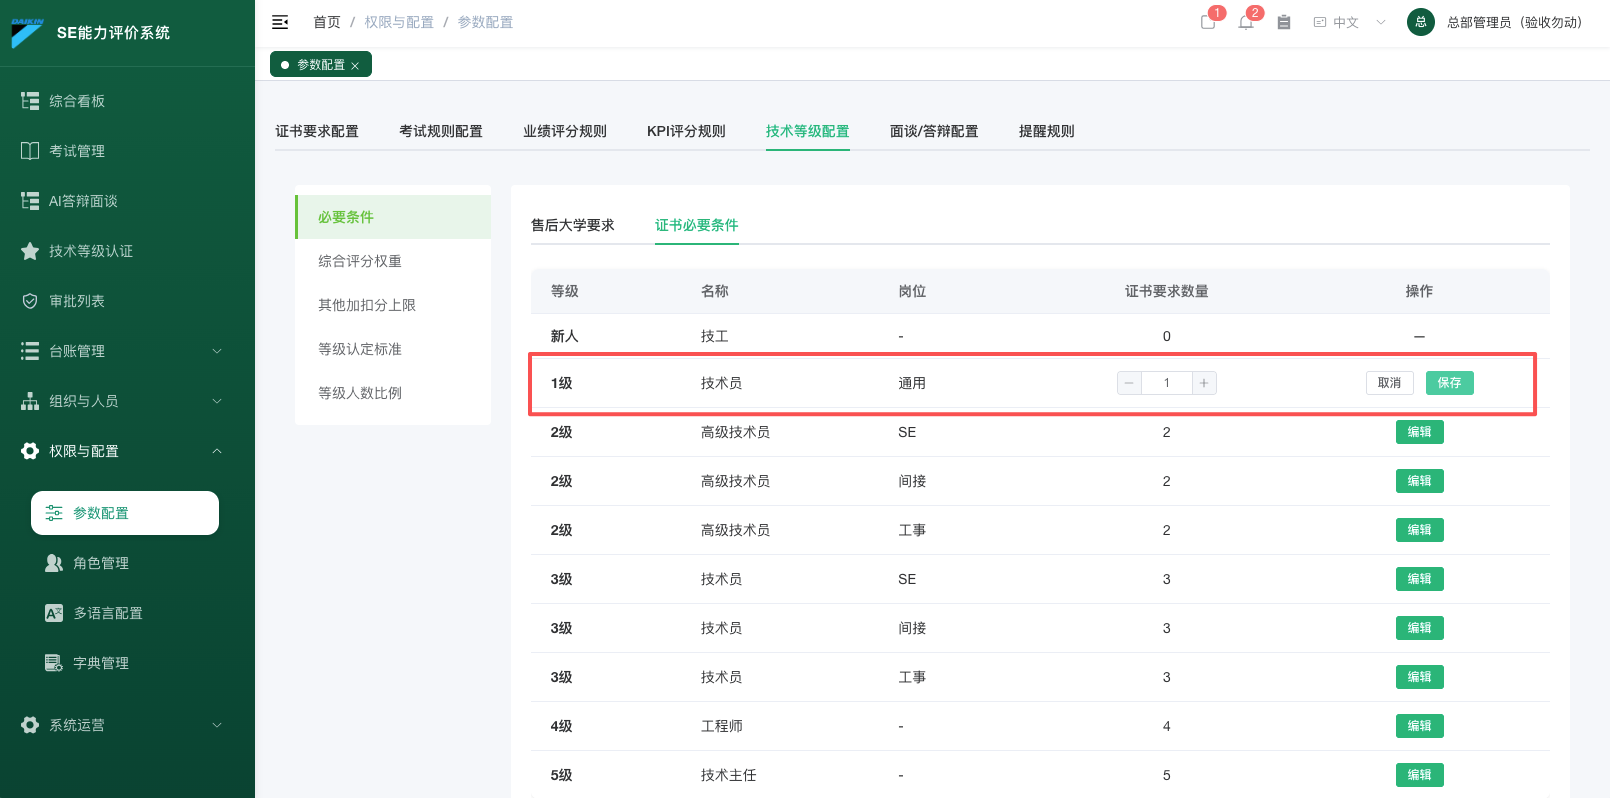 DAIKIN
SE能力评价系统
综合看板
考试管理
AI答辩面谈
技术等级认证
审批列表
台账管理
组织与人员
权限与配置
参数配置
角色管理
多语言配置
字典管理
系统运营
首页 / 权限与配置 / 参数配置
1
2
中文
总
总部管理员（验收勿动）
参数配置
证书要求配置 考试规则配置 业绩评分规则 KPI评分规则 技术等级配置 面谈/答辩配置 提醒规则
必要条件
综合评分权重
其他加扣分上限
等级认定标准
等级人数比例
售后大学要求 证书必要条件
等级 名称 岗位 证书要求数量 操作
新人 技工 - 0 —
1级 技术员 通用 − 1 + 取消 保存
2级 高级技术员 SE 2 编辑
2级 高级技术员 间接 2 编辑
2级 高级技术员 工事 2 编辑
3级 技术员 SE 3 编辑
3级 技术员 间接 3 编辑
3级 技术员 工事 3 编辑
4级 工程师 - 4 编辑
5级 技术主任 - 5 编辑